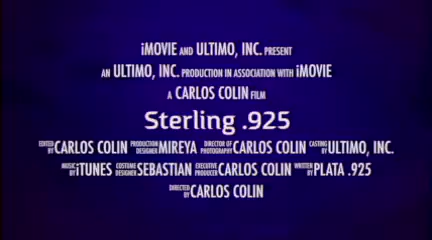 iMOVIE AND ULTIMO, INC. PRESENT
AN ULTIMO, INC. PRODUCTION IN ASSOCIATION WITH iMOVIE
A CARLOS COLIN FILM
Sterling .925
EDITED BY CARLOS COLIN PRODUCTION DESIGNER MIREYA DIRECTOR OF PHOTOGRAPHY CARLOS COLIN CASTING BY ULTIMO, INC.
MUSIC BY iTUNES COSTUME DESIGNER SEBASTIAN EXECUTIVE PRODUCER CARLOS COLIN WRITTEN BY PLATA .925
DIRECTED BY CARLOS COLIN